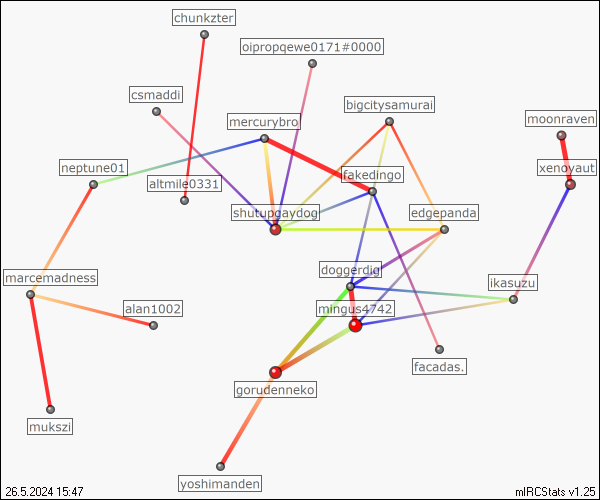 chunkzter
oipropqewe0171#0000
csmaddi
bigcitysamurai
mercurybro
moonraven
neptune01
fakedingo
xenoyaut
altmile0331
shutupgaydog
edgepanda
doggerdig
marcemadness
ikasuzu
alan1002
mingus4742
facadas.
gorudenneko
mukszi
yoshimanden
26.5.2024 15:47
mIRCStats v1.25